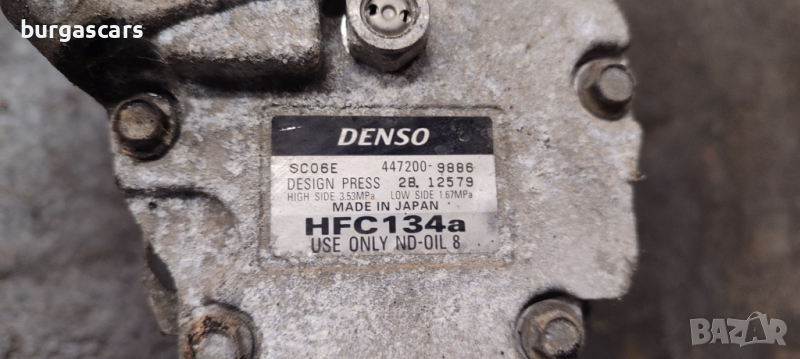 burgascars
DENSO
SC06E 447200-9886
DESIGN PRESS 2B. 12579
HIGH SIDE 3.53MPa LOW SIDE 1.67MPa
MADE IN JAPAN
HFC134a
USE ONLY ND-OIL 8
BAZAR